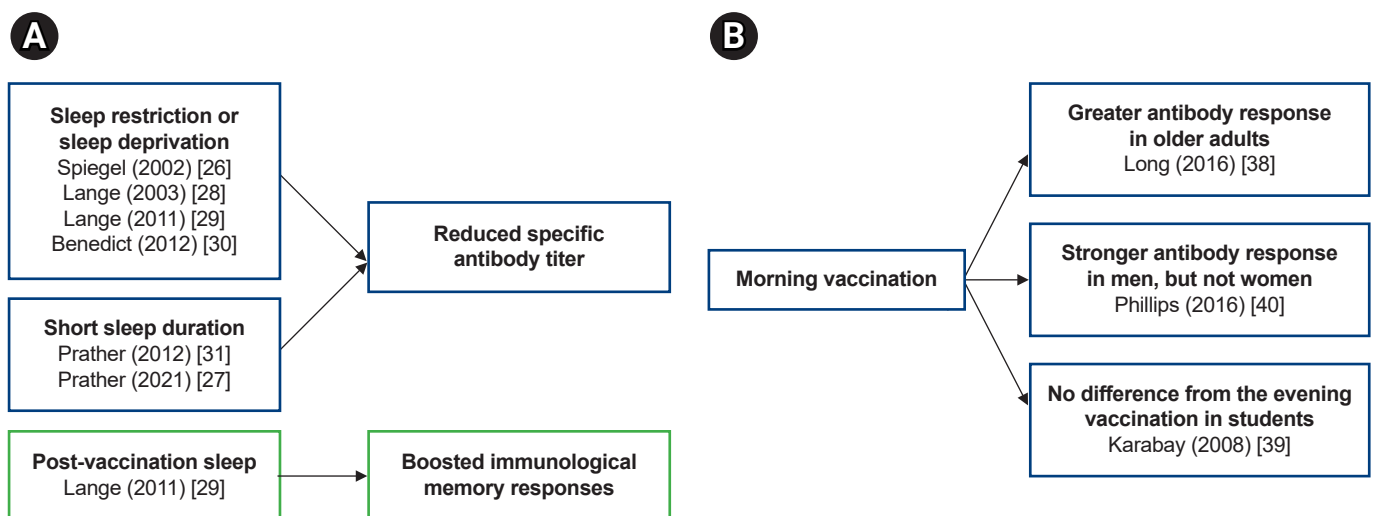 A
Sleep restriction or
sleep deprivation
Spiegel (2002) [26]
Lange (2003) [28]
Lange (2011) [29]
Benedict (2012) [30]
Short sleep duration
Prather (2012) [31]
Prather (2021) [27]
Reduced specific
antibody titer
Post-vaccination sleep
Lange (2011) [29]
Boosted immunological
memory responses
B
Morning vaccination
Greater antibody response
in older adults
Long (2016) [38]
Stronger antibody response
in men, but not women
Phillips (2016) [40]
No difference from the evening
vaccination in students
Karabay (2008) [39]